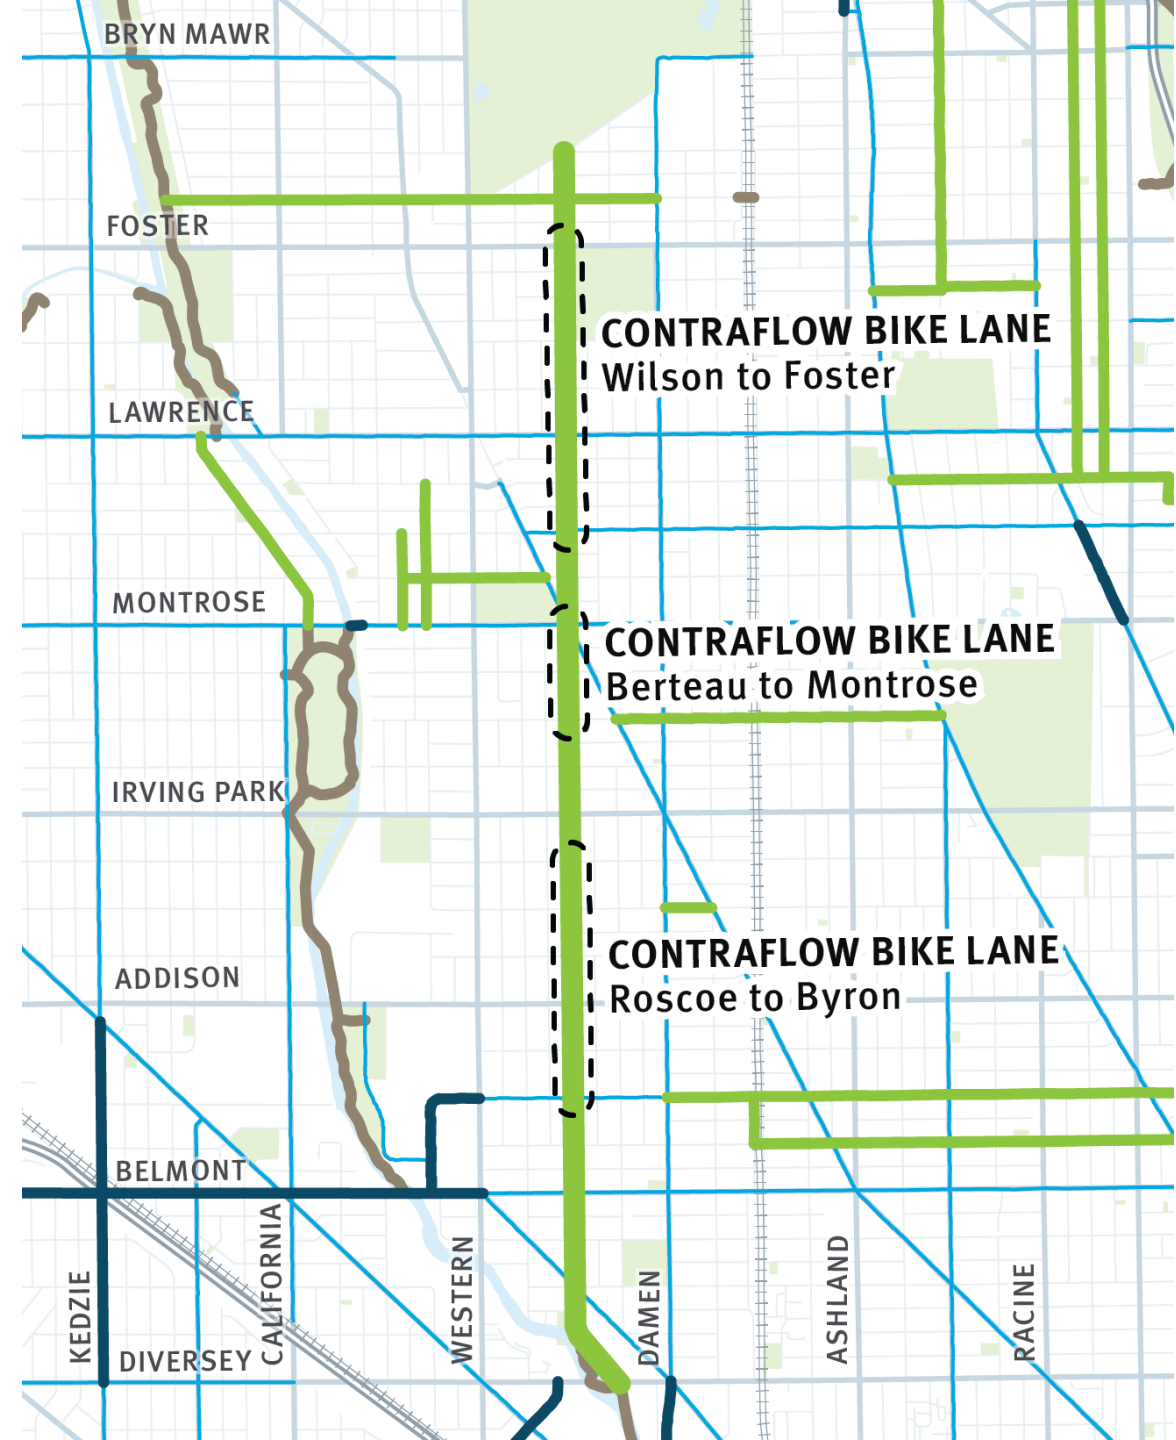 BRYN MAWR
FOSTER
CONTRAFLOW BIKE LANE
Wilson to Foster
LAWRENCE
MONTROSE
CONTRAFLOW BIKE LANE
Berteau to Montrose
IRVING PARK
CONTRAFLOW BIKE LANE
Roscoe to Byron
ADDISON
BELMONT
KEDZIE
CALIFORNIA
WESTERN
DAMEN
ASHLAND
RACINE
DIVERSEY